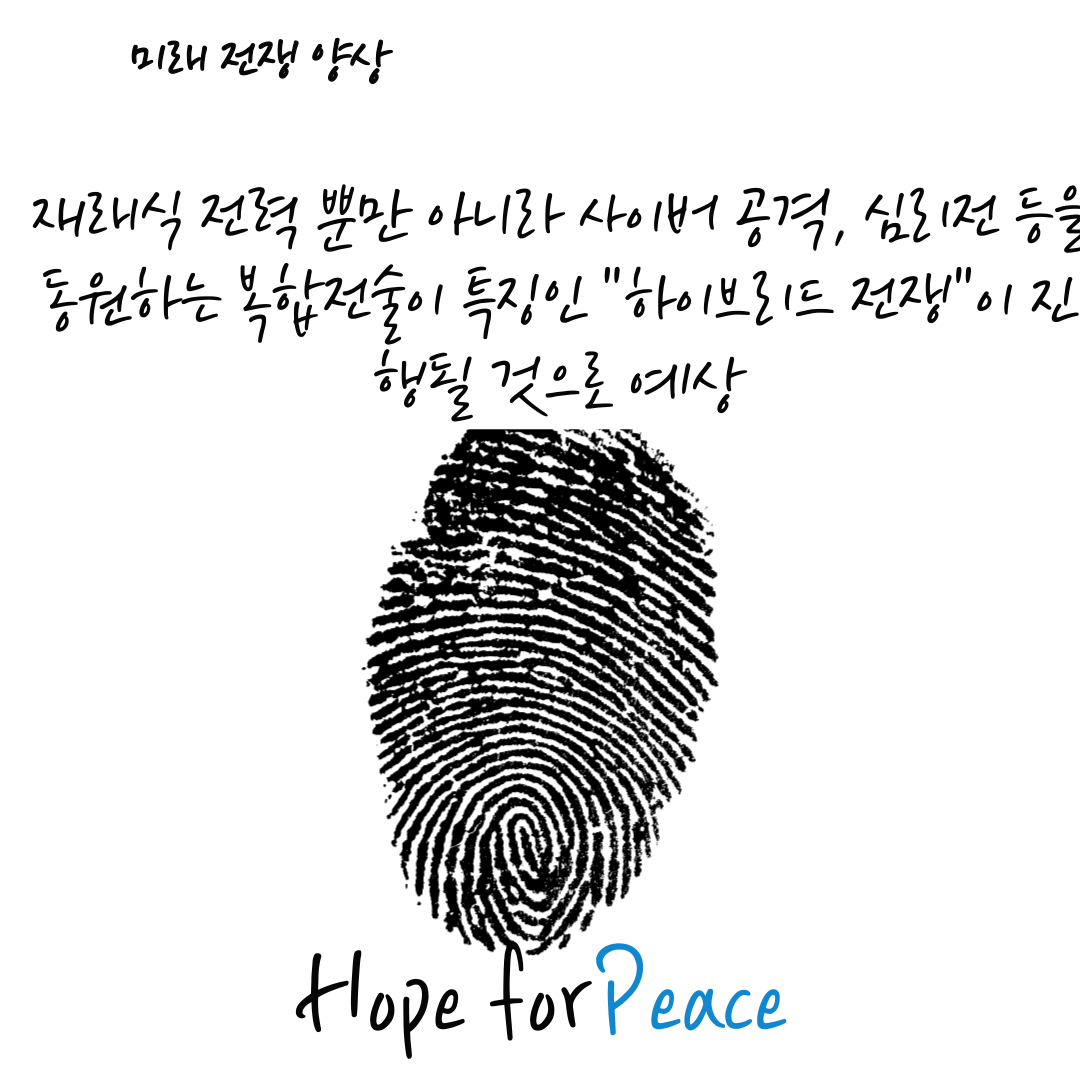 미래 전쟁 양상
재래식 전력 뿐만 아니라 사이버 공격, 심리전 등을
동원하는 복합전술이 특징인 "하이브리드 전쟁"이 진
행될 것으로 예상
Hope for Peace